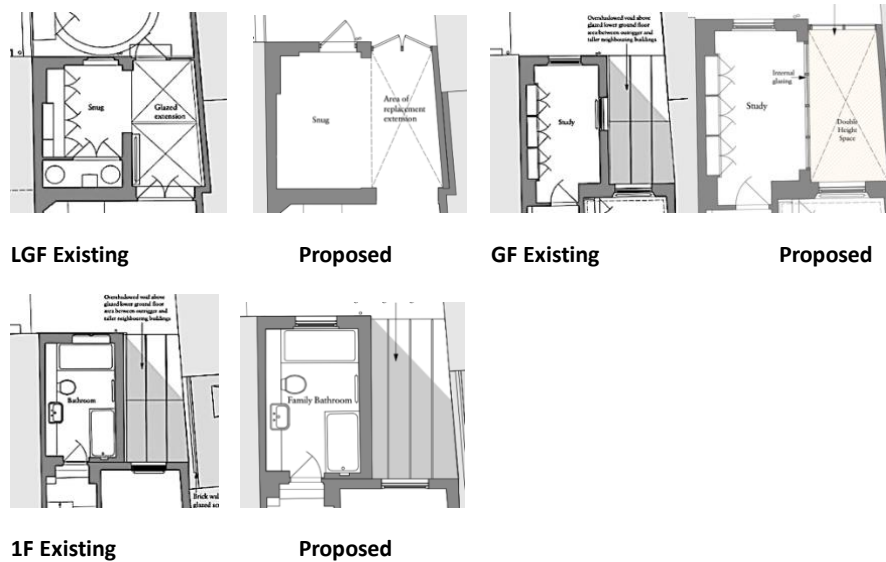 Snug
Glazed
extension
Snug
Area of
replacement
extension
Overshadowed void above
glazed lower ground floor
area between outrigger and
taller neighbouring buildings
Study
Study
Internal
glazing
Double
Height
Space
LGF Existing
Proposed
GF Existing
Proposed
Overshadowed void above
glazed lower ground floor
area between outrigger and
taller neighbouring buildings
Bathroom
Brick wal
glazed
Family Bathroom
1F Existing
Proposed